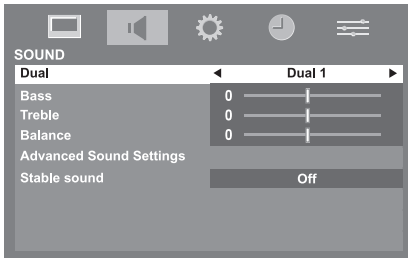 SOUND
Dual ◀ Dual 1 ▶
Bass 0
Treble 0
Balance 0
Advanced Sound Settings
Stable sound Off